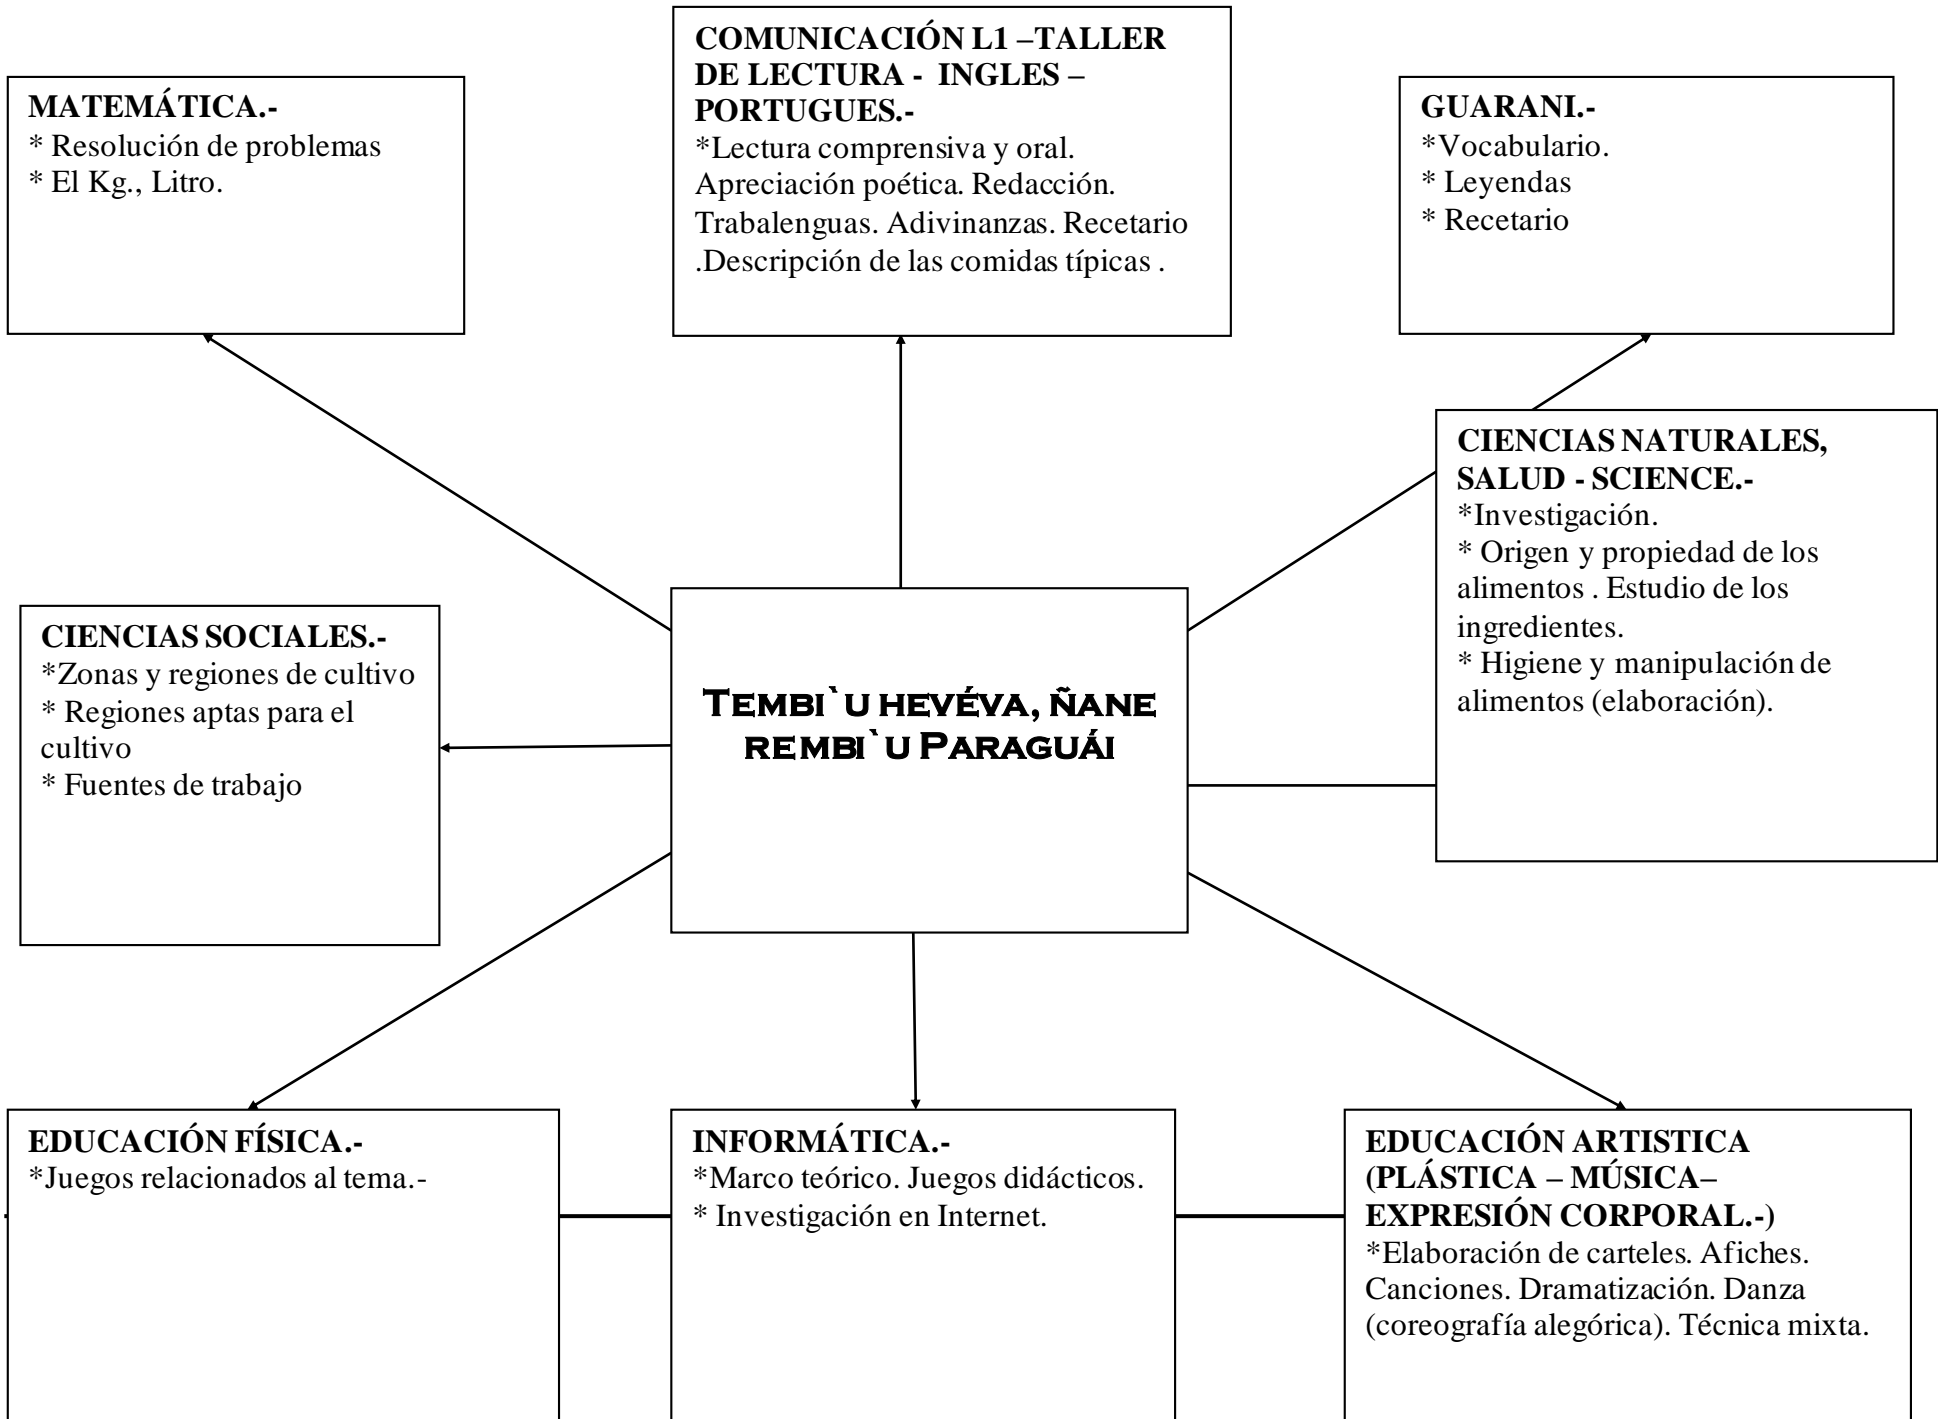 MATEMÁTICA.-
* Resolución de problemas
* El Kg., Litro.
COMUNICACIÓN L1 –TALLER
DE LECTURA - INGLES –
PORTUGUES.-
*Lectura comprensiva y oral.
Apreciación poética. Redacción.
Trabalenguas. Adivinanzas. Recetario
.Descripción de las comidas típicas .
GUARANI.-
*Vocabulario.
* Leyendas
* Recetario
CIENCIAS NATURALES,
SALUD - SCIENCE.-
*Investigación.
* Origen y propiedad de los
alimentos . Estudio de los
ingredientes.
* Higiene y manipulación de
alimentos (elaboración).
CIENCIAS SOCIALES.-
*Zonas y regiones de cultivo
* Regiones aptas para el
cultivo
* Fuentes de trabajo
TEMBI`U HEVÉVA, ÑANE
REMBI`U PARAGUÁI
EDUCACIÓN FÍSICA.-
*Juegos relacionados al tema.-
INFORMÁTICA.-
*Marco teórico. Juegos didácticos.
* Investigación en Internet.
EDUCACIÓN ARTISTICA
(PLÁSTICA – MÚSICA–
EXPRESIÓN CORPORAL.-)
*Elaboración de carteles. Afiches.
Canciones. Dramatización. Danza
(coreografía alegórica). Técnica mixta.